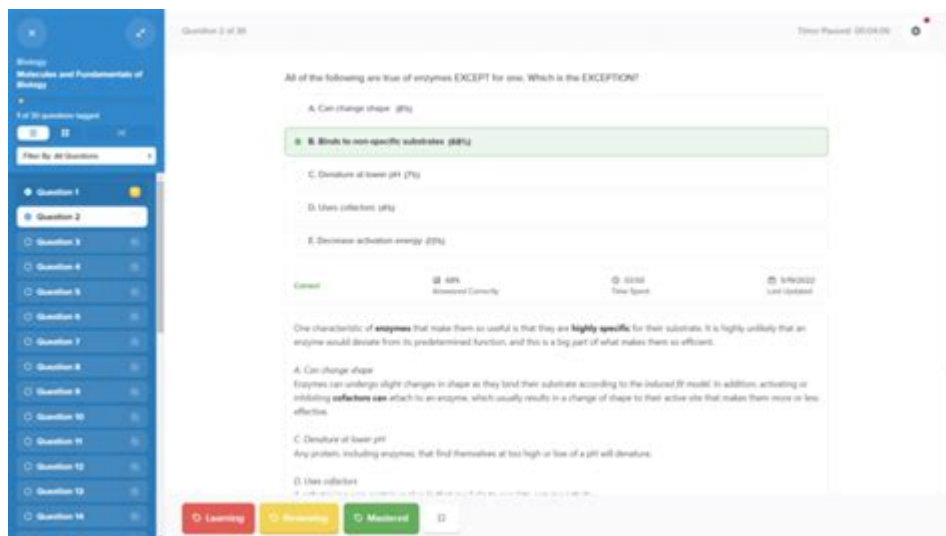 Question 2 of 30
Timer Paused: 00:04:06
Biology
Molecules and Fundamentals of
Biology
1 of 30 questions tagged
Filter By: All Questions
Question 1
Question 2
Question 3
Question 4
Question 5
Question 6
Question 7
Question 8
Question 9
Question 10
Question 11
Question 12
Question 13
Question 14
All of the following are true of enzymes EXCEPT for one. Which is the EXCEPTION?
A. Can change shape (8%)
B. Binds to non-specific substrates (68%)
C. Denature at lower pH (7%)
D. Uses cofactors (4%)
E. Decrease activation energy
Correct
68%
Answered Correctly
Time Spent
Last Updated
One characteristic of enzymes that make them so useful is that they are highly specific for their substrate. It is highly unlikely that an
enzyme would deviate from its predetermined function, and this is a big part of what makes them so efficient.
A. Can change shape
Enzymes can undergo slight changes in shape as they bind their substrate according to the induced fit model. In addition, activating or
inhibiting cofactors can attach to an enzyme, which usually results in a change of shape to their active site that makes them more or less
effective.
C. Denature at lower pH
Any protein, including enzymes, that find themselves at too high or low of a pH will denature.
D. Uses cofactors
Learning
Reviewing
Mastered